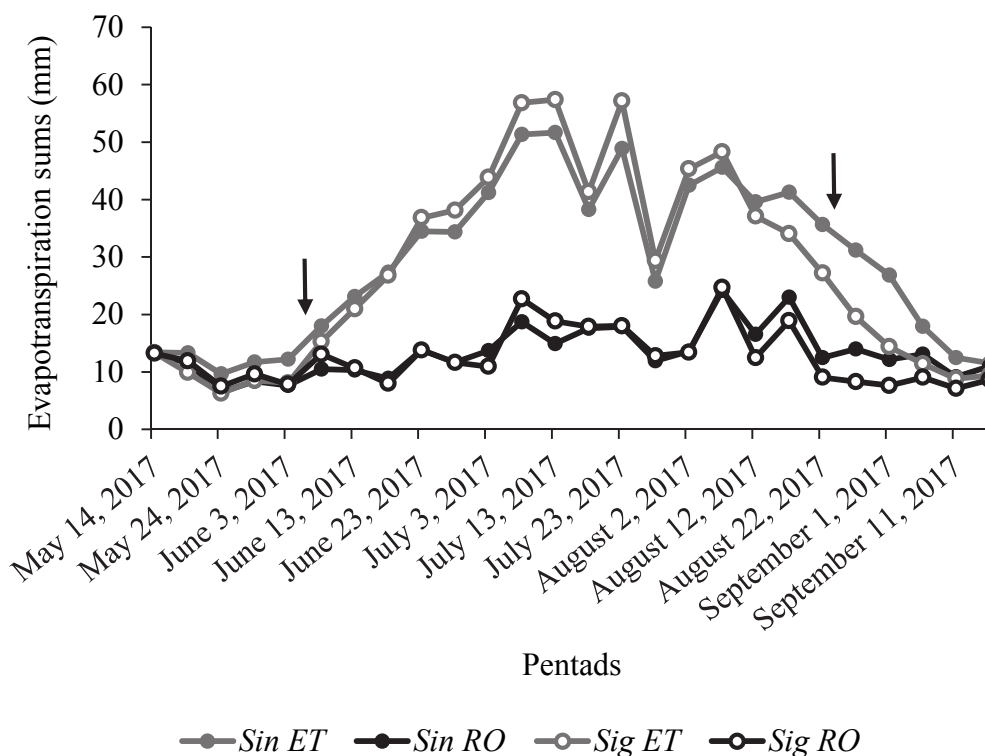 Evapotranspiration sums (mm)
70
60
50
40
30
20
10
0
May 14, 2017
May 24, 2017
June 3, 2017
June 13, 2017
June 23, 2017
July 3, 2017
July 13, 2017
July 23, 2017
August 2, 2017
August 12, 2017
August 22, 2017
September 1, 2017
September 11, 2017
Pentads
Sin ET
Sin RO
Sig ET
Sig RO